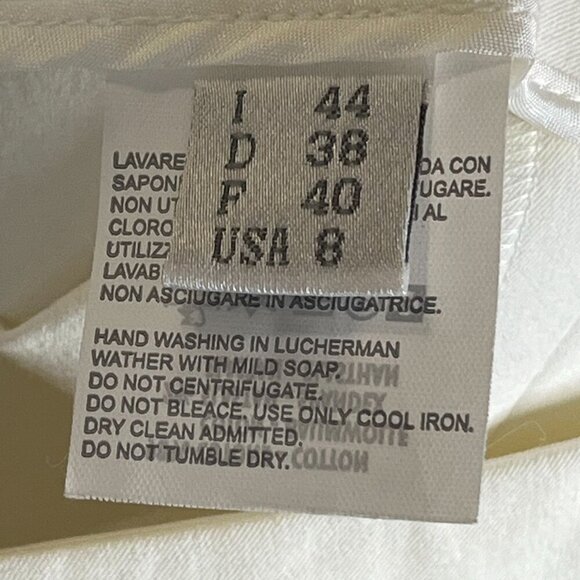 I 44
D 38
F 40
USA 8
LAVARE DA CON
SAPON UGARE.
NON UT I AL
CLORO
UTILIZZ
LAVAB
NON ASCIUGARE IN ASCIUGATRICE.
HAND WASHING IN LUCHERMAN
WATHER WITH MILD SOAP.
DO NOT CENTRIFUGATE.
DO NOT BLEACE. USE ONLY COOL IRON.
DRY CLEAN ADMITTED.
DO NOT TUMBLE DRY.